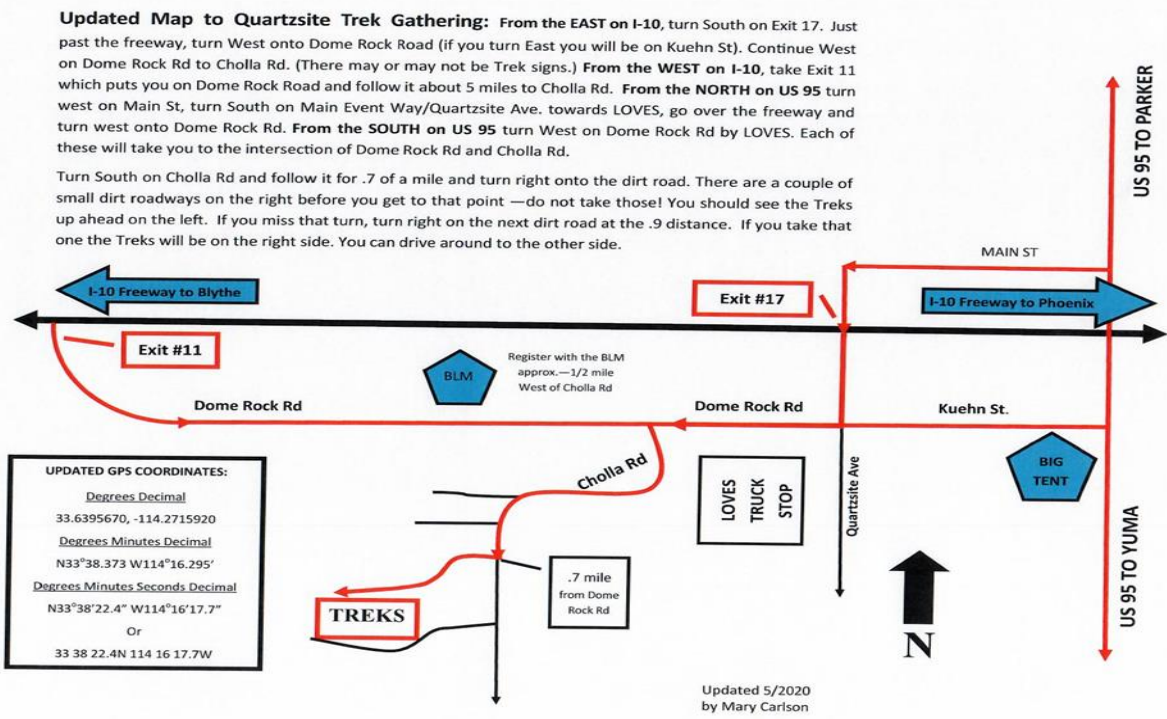 Updated Map to Quartzsite Trek Gathering: From the EAST on I-10, turn South on Exit 17. Just
past the freeway, turn West onto Dome Rock Road (if you turn East you will be on Kuehn St). Continue West
on Dome Rock Rd to Cholla Rd. (There may or may not be Trek signs.) From the WEST on I-10, take Exit 11
which puts you on Dome Rock Road and follow it about 5 miles to Cholla Rd. From the NORTH on US 95 turn
west on Main St, turn South on Main Event Way/Quartzsite Ave. towards LOVES, go over the freeway and
turn west onto Dome Rock Rd. From the SOUTH on US 95 turn West on Dome Rock Rd by LOVES. Each of
these will take you to the intersection of Dome Rock Rd and Cholla Rd.
Turn South on Cholla Rd and follow it for .7 of a mile and turn right onto the dirt road. There are a couple of
small dirt roadways on the right before you get to that point —do not take those! You should see the Treks
up ahead on the left. If you miss that turn, turn right on the next dirt road at the .9 distance. If you take that
one the Treks will be on the right side. You can drive around to the other side.
US 95 TO PARKER
MAIN ST
I-10 Freeway to Blythe
Exit #17
I-10 Freeway to Phoenix
Exit #11
BLM
Register with the BLM
approx.—1/2 mile
West of Cholla Rd
Dome Rock Rd
Dome Rock Rd
Kuehn St.
Cholla Rd
LOVES
TRUCK
STOP
Quartzsite Ave
BIG
TENT
US 95 TO YUMA
UPDATED GPS COORDINATES:
Degrees Decimal
33.6395670, -114.2715920
Degrees Minutes Decimal
N33°38.373 W114°16.295’
Degrees Minutes Seconds Decimal
N33°38’22.4” W114°16’17.7”
Or
33 38 22.4N 114 16 17.7W
TREKS
.7 mile
from Dome
Rock Rd
N
Updated 5/2020
by Mary Carlson